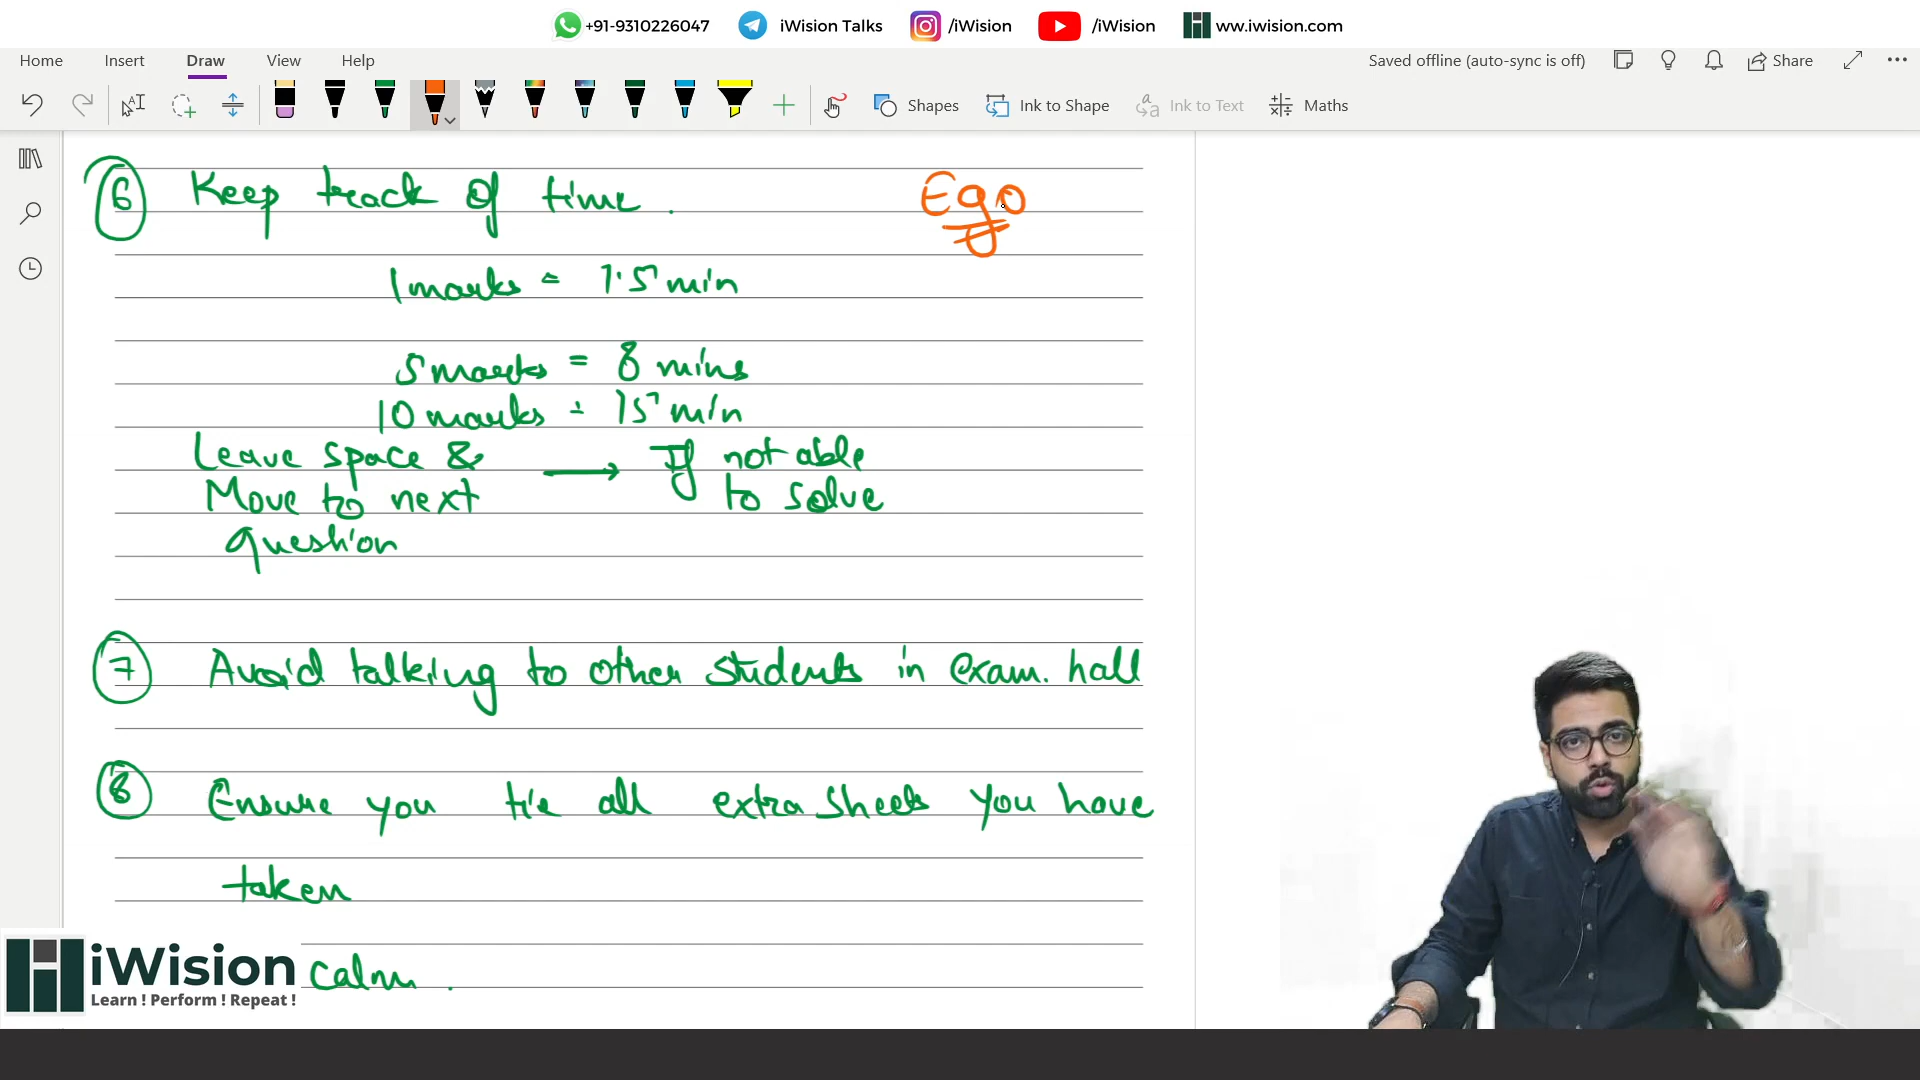 +91-9310226047 iWision Talks /iWision /iWision ww.iwision.com
Home Insert Draw View Help Saved offline (auto-sync is off) Share
Shapes Ink to Shape Ink to Text Maths
6 Keep track of time.
Ego
1 marks = 1.5 min
5 marks = 8 mins
10 marks = 15 min
Leave space & → If not able
Move to next to solve
question
7 Avoid talking to other students in exam. hall
8 Ensure you tie all extra sheets you have
taken
iWision
Learn ! Perform ! Repeat !
calm.